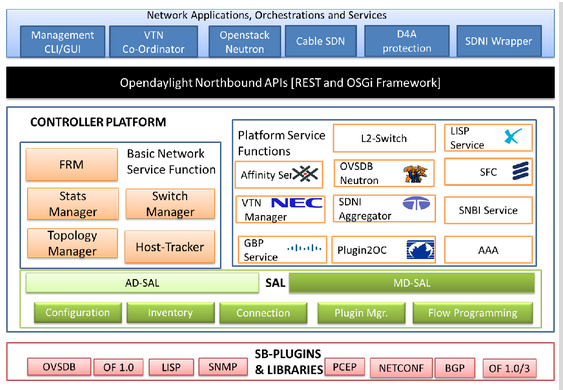 Network Applications, Orchestrations and Services
Management
CLI/GUI
VTN
Co-Ordinator
Openstack
Neutron
Cable SDN
D4A
protection
SDNI Wrapper
Opendaylight Northbound APIs [REST and OSGi Framework]
CONTROLLER PLATFORM
Basic Network
Service Function
FRM
Stats
Manager
Switch
Manager
Topology
Manager
Host-Tracker
Platform Service
Functions
L2-Switch
LISP
Service
Affinity Ser
OVSDB
Neutron
SFC
VTN
Manager
NEC
SDNI
Aggregator
SNBI Service
GBP
Service
Plugin2OC
AAA
AD-SAL
SAL
MD-SAL
Configuration
Inventory
Connection
Plugin Mgr.
Flow Programming
SB-PLUGINS
& LIBRARIES
OVSDB
OF 1.0
LISP
SNMP
PCEP
NETCONF
BGP
OF 1.0/3